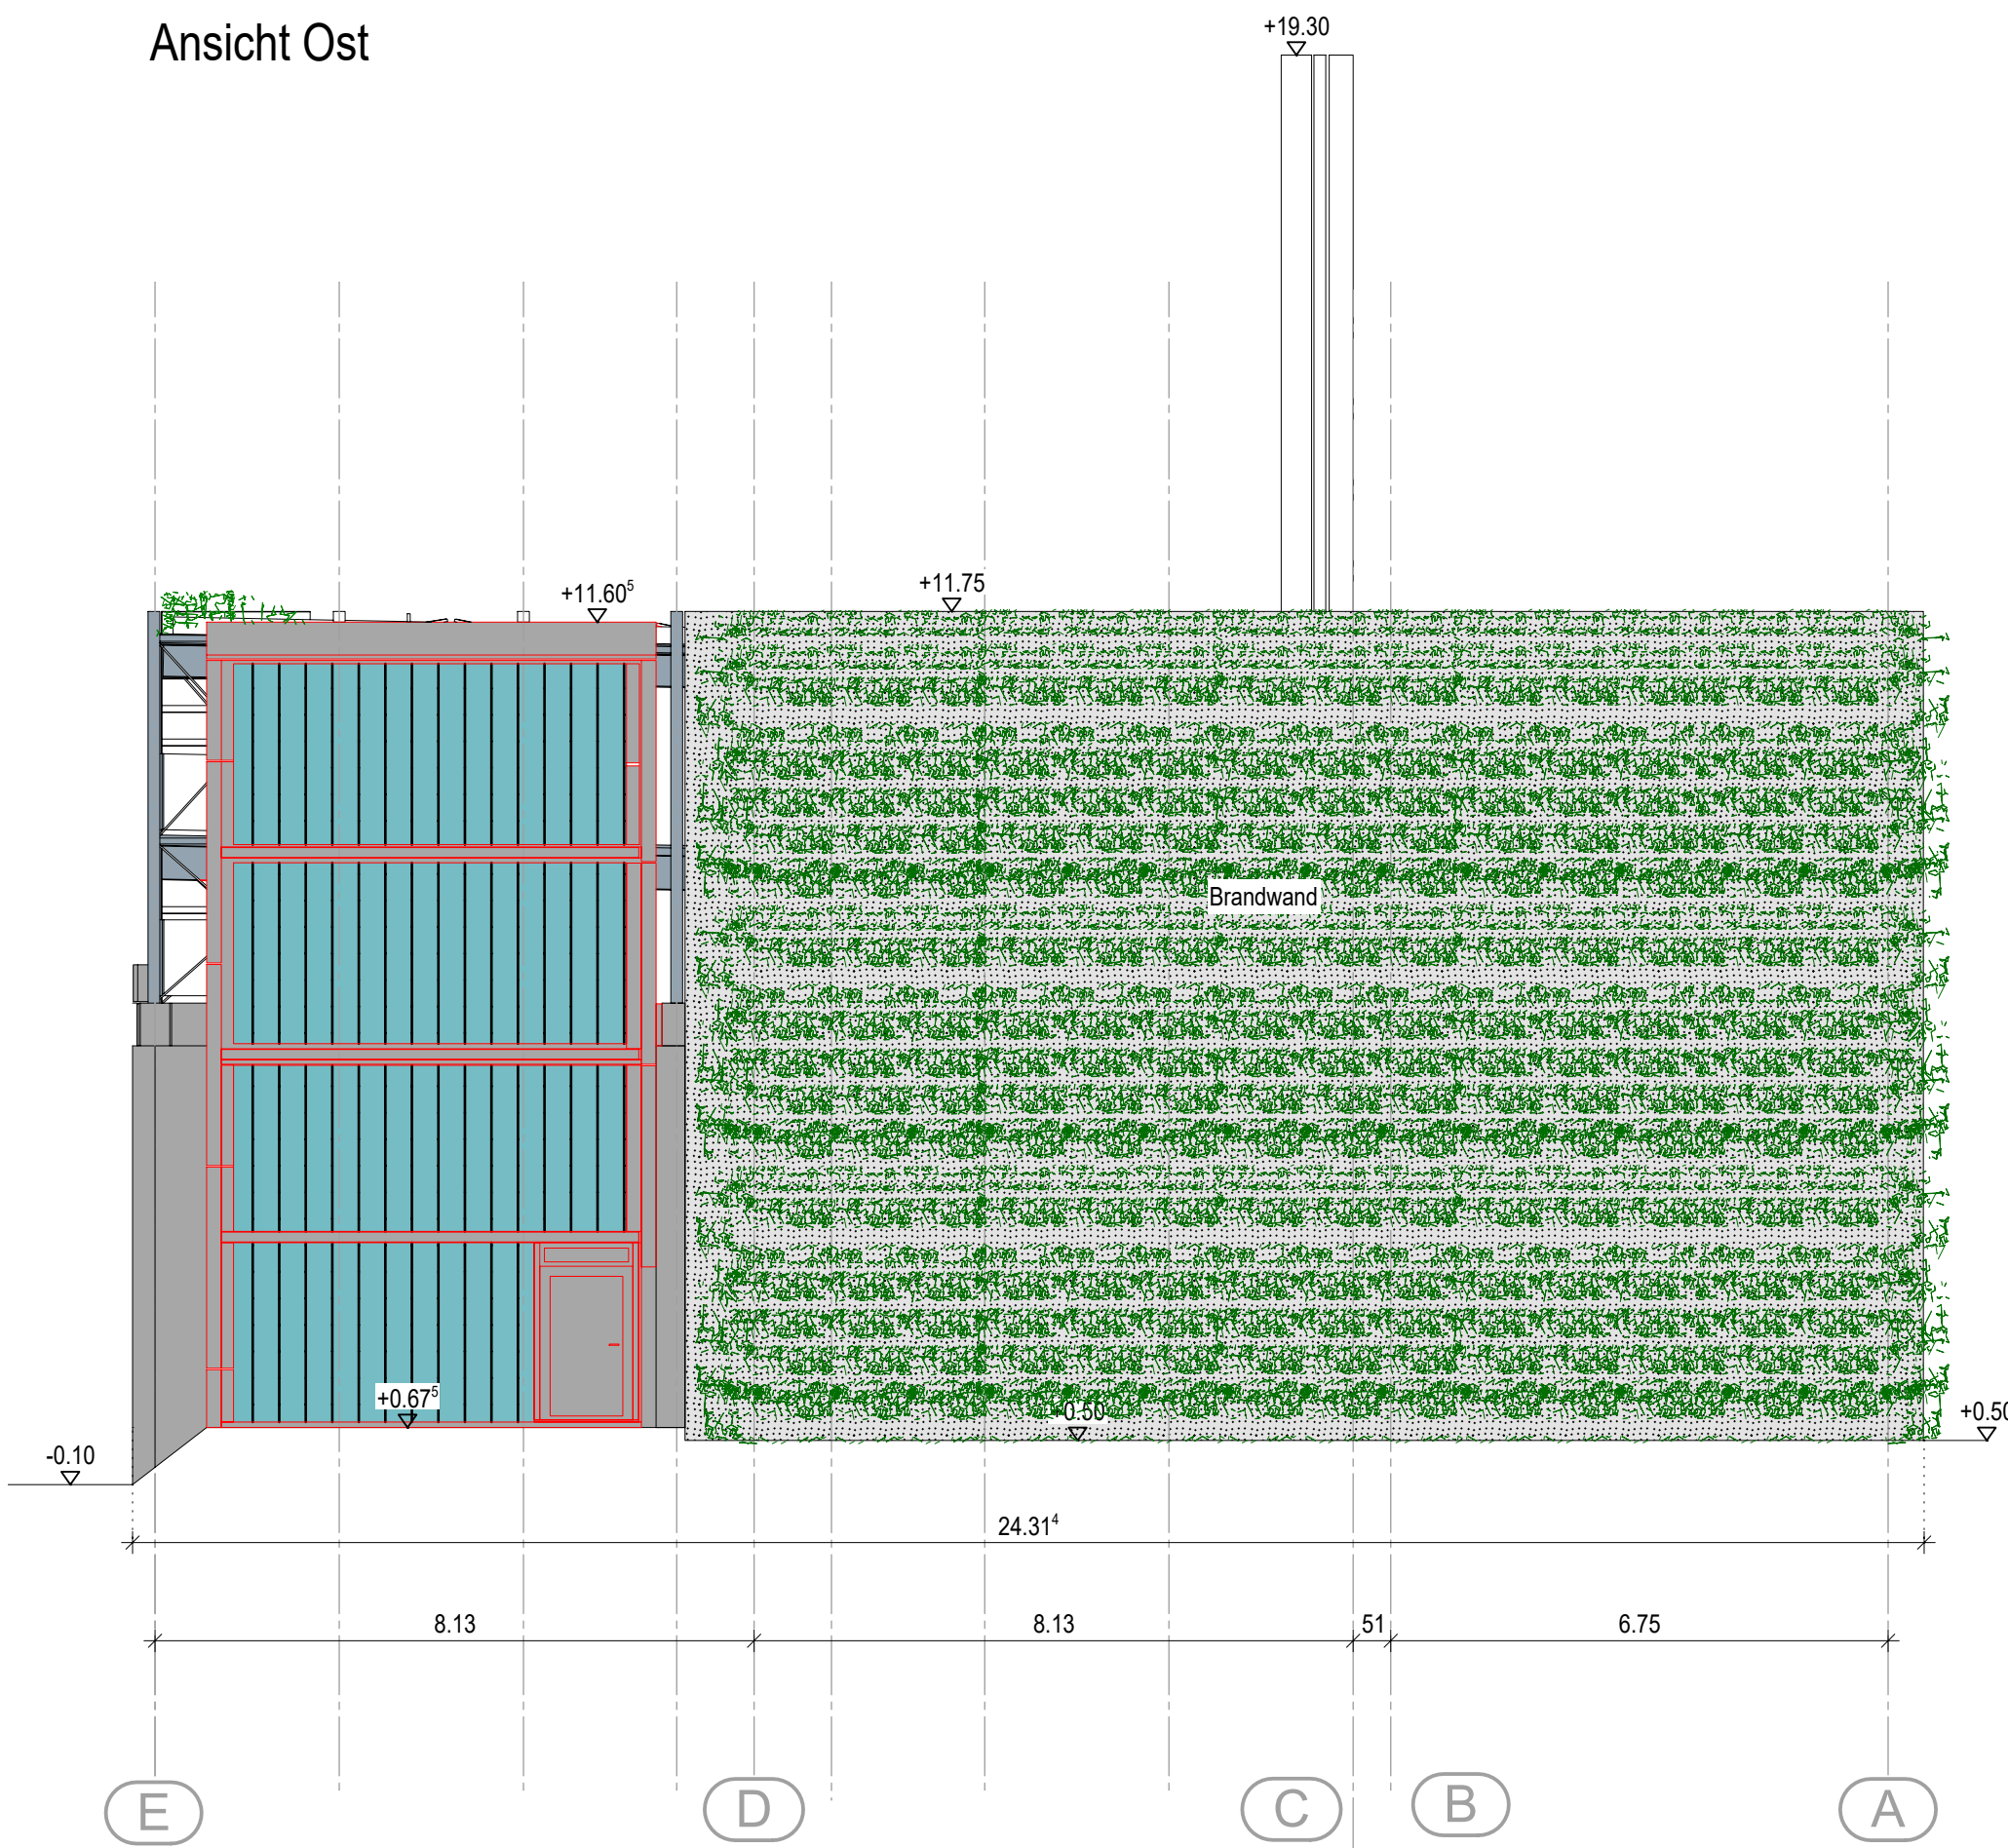 Ansicht Ost
+19.30
+11.60⁵
+11.75
Brandwand
+0.67⁵
+0.50
+0.50
-0.10
24.31⁴
8.13
8.13
51
6.75
E
D
C
B
A